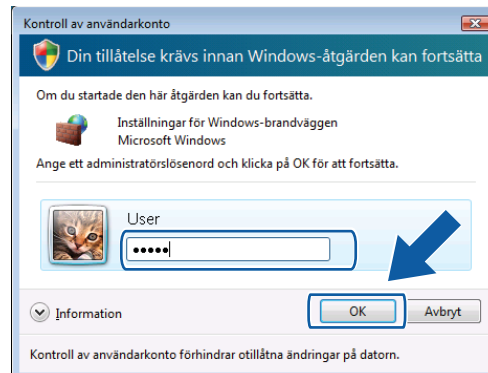 Kontroll av användarkonto
Din tillåtelse krävs innan Windows-åtgärden kan fortsätta
Om du startade den här åtgärden kan du fortsätta.
Inställningar för Windows-brandväggen
Microsoft Windows
Ange ett administratörslösenord och klicka på OK för att fortsätta.
User
•••••
Information
OK
Avbryt
Kontroll av användarkonto förhindrar otillåtna ändringar på datorn.